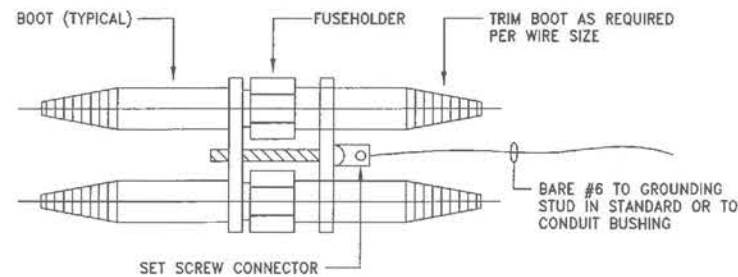 BOOT (TYPICAL)
FUSEHOLDER
TRIM BOOT AS REQUIRED
PER WIRE SIZE
BARE #6 TO GROUNDING
STUD IN STANDARD OR TO
CONDUIT BUSHING
SET SCREW CONNECTOR